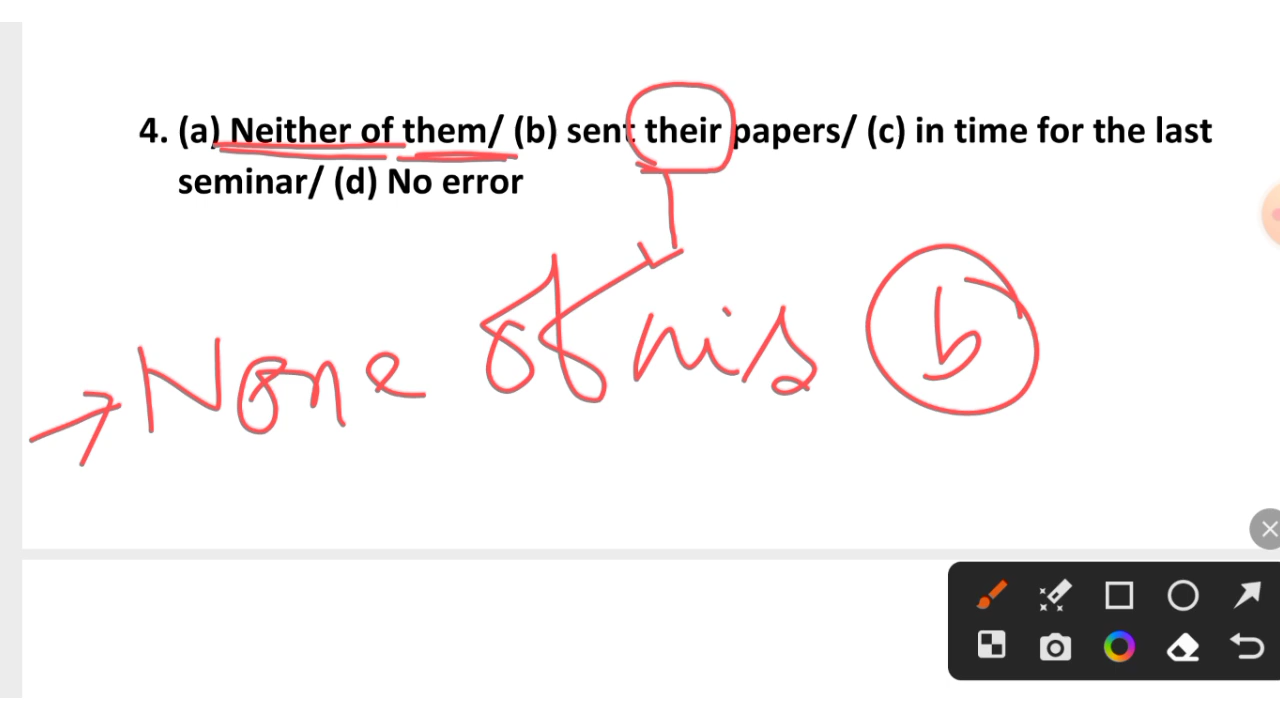 4. (a) Neither of them/ (b) sent their papers/ (c) in time for the last
seminar/ (d) No error
None of his b